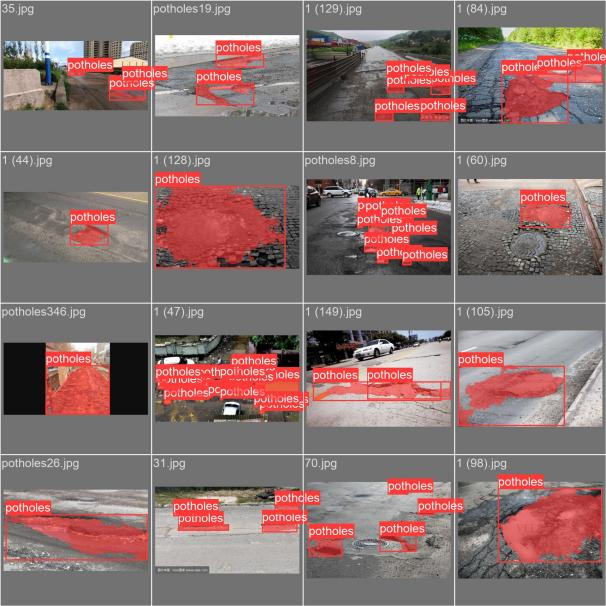 35.jpg
potholes
potholes
potholes
potholes19.jpg
potholes
potholes
1 (129).jpg
potholes
potholes
potholes
potholes
potholes
1 (84).jpg
potholes
potholes
1 (44).jpg
potholes
1 (128).jpg
potholes
potholes8.jpg
potholes
potholes
potholes
potholes
potholes
1 (60).jpg
potholes
potholes346.jpg
potholes
1 (47).jpg
potholes
potholes
potholes
potholes
potholes
1 (149).jpg
potholes
potholes
1 (105).jpg
potholes
potholes26.jpg
potholes
31.jpg
potholes
potholes
potholes
potholes
70.jpg
potholes
potholes
potholes
potholes
1 (98).jpg
potholes